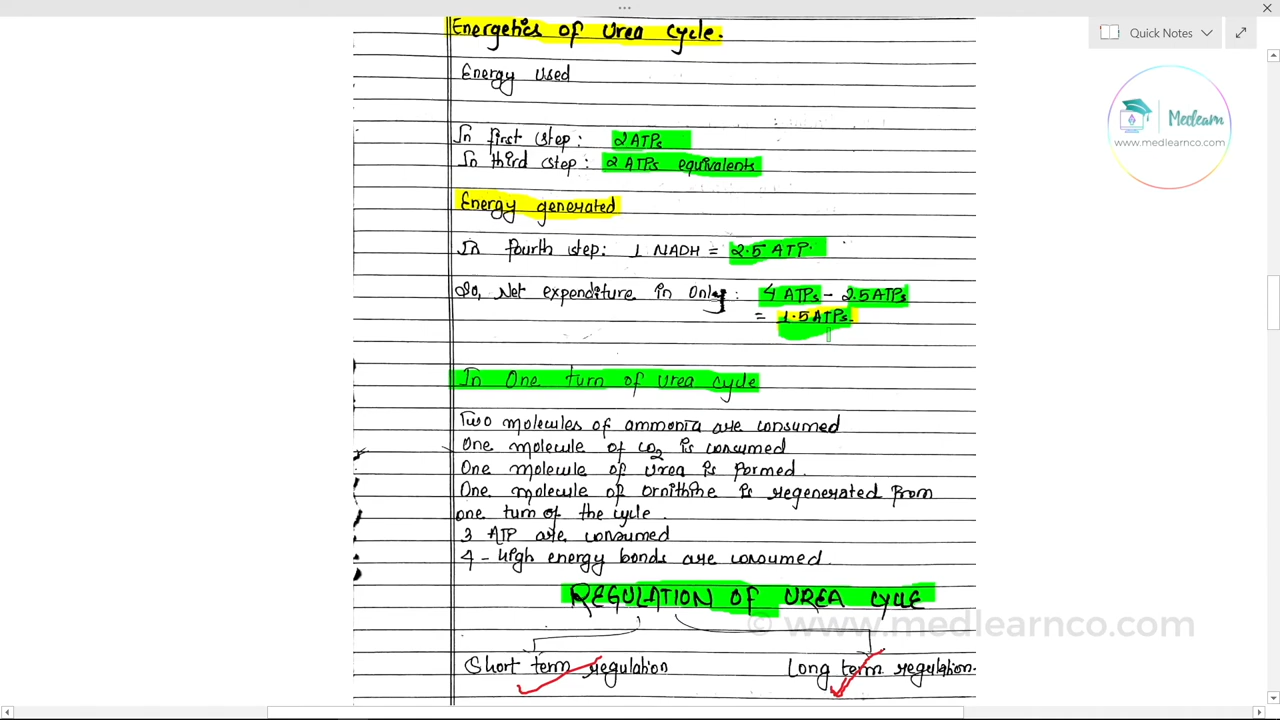 Quick Notes
Medlearn
www.medlearnco.com
Energetics of Urea Cycle.
Energy Used
In first step: 2 ATPs
In third step: 2 ATPs equivalents
Energy generated
In fourth step: 1 NADH = 2.5 ATP.
So, Net expenditure in Only: 4 ATPs - 2.5 ATPs
= 1.5 ATPs.
In One turn of Urea cycle
Two molecules of ammonia are consumed
One molecule of CO2 is consumed
One molecule of Urea is formed.
One molecule of Ornithine is regenerated from
one turn of the cycle.
3 ATP are consumed
4 - High energy bonds are consumed.
REGULATION OF UREA CYCLE
© www.medlearnco.com
Short term regulation Long term regulation.